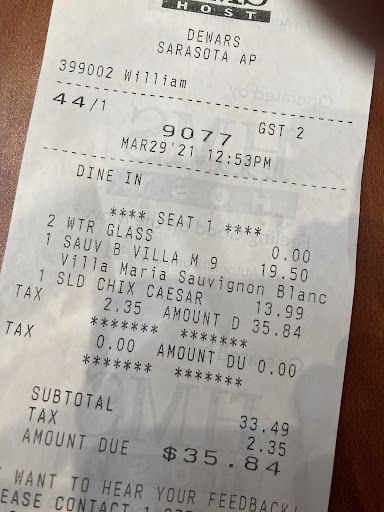 HOST
DEWARS
SARASOTA AP
399002 William
44/1
9077 GST 2
MAR29'21 12:53PM
DINE IN
**** SEAT 1 ****
2 WTR GLASS 0.00
1 SAUV B VILLA M 9 19.50
Villa Maria Sauvignon Blanc
1 SLD CHIX CAESAR 13.99
TAX 2.35 AMOUNT D 35.84
******* *******
TAX 0.00 AMOUNT DU 0.00
******* *******
SUBTOTAL 33.49
TAX 2.35
AMOUNT DUE $35.84
WANT TO HEAR YOUR FEEDBACK!
EASE CONTACT 1